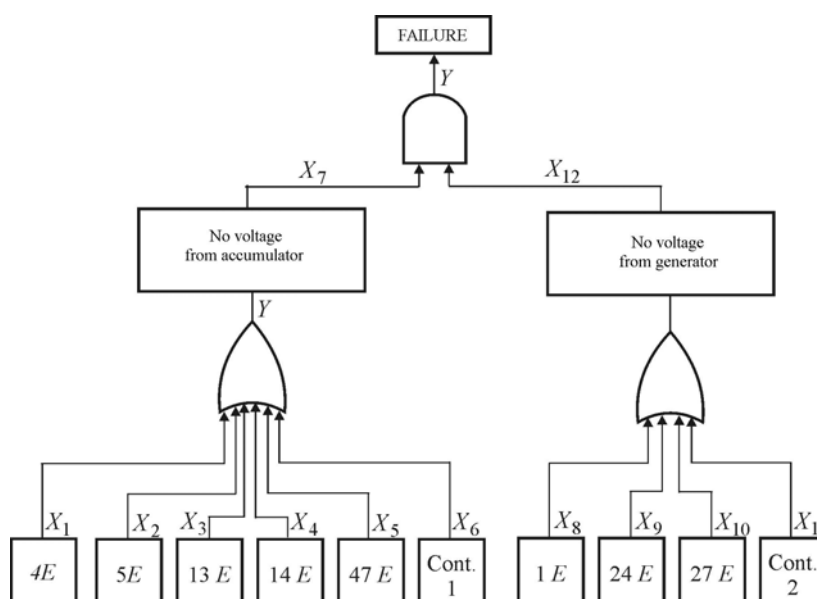 FAILURE
Y
X7
X12
No voltage
from accumulator
No voltage
from generator
Y
X1
X2
X3
X4
X5
X6
X8
X9
X10
X1
4E
5E
13 E
14 E
47 E
Cont.
1
1 E
24 E
27 E
Cont.
2